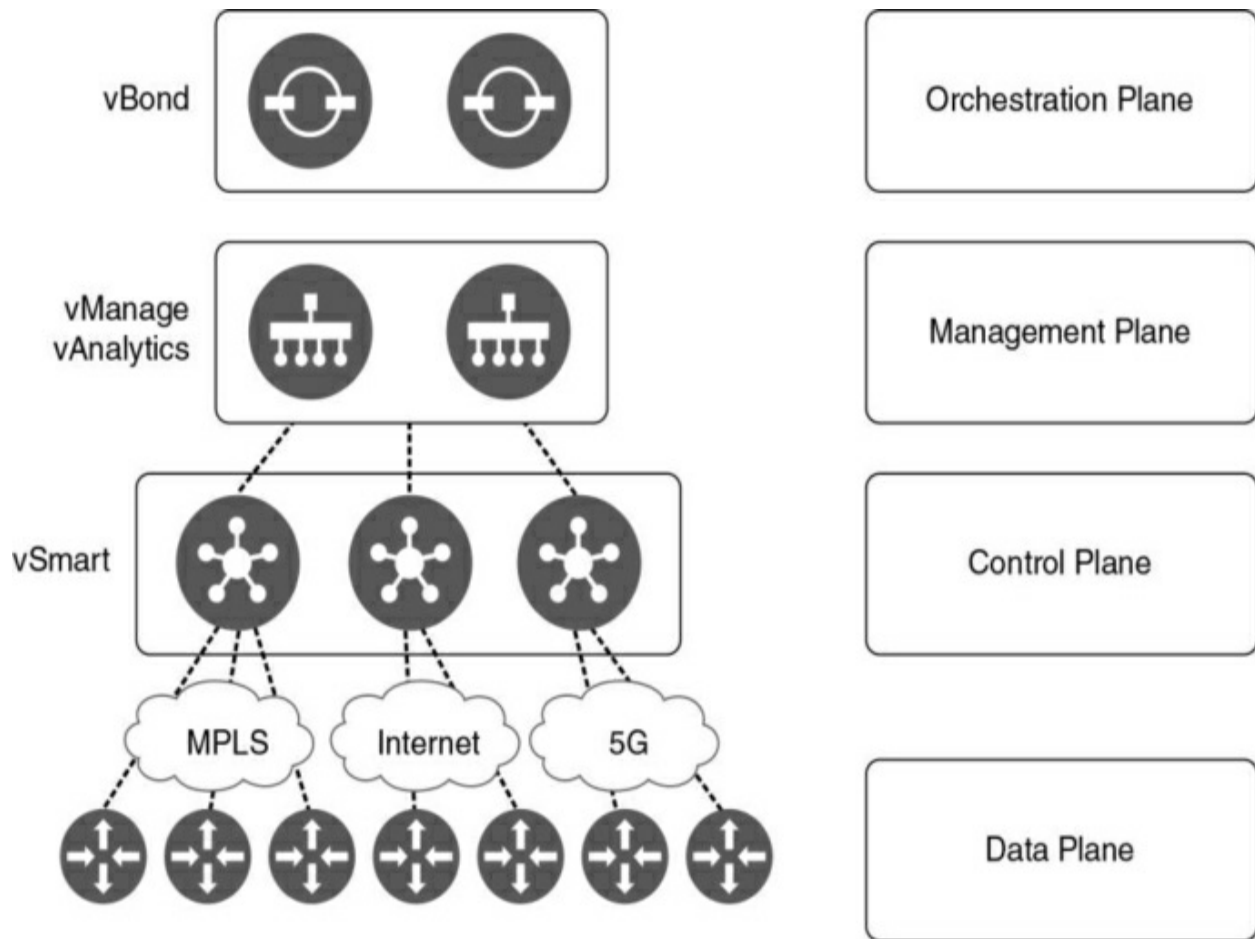 vBond
Orchestration Plane
vManage
vAnalytics
Management Plane
vSmart
Control Plane
MPLS
Internet
5G
Data Plane